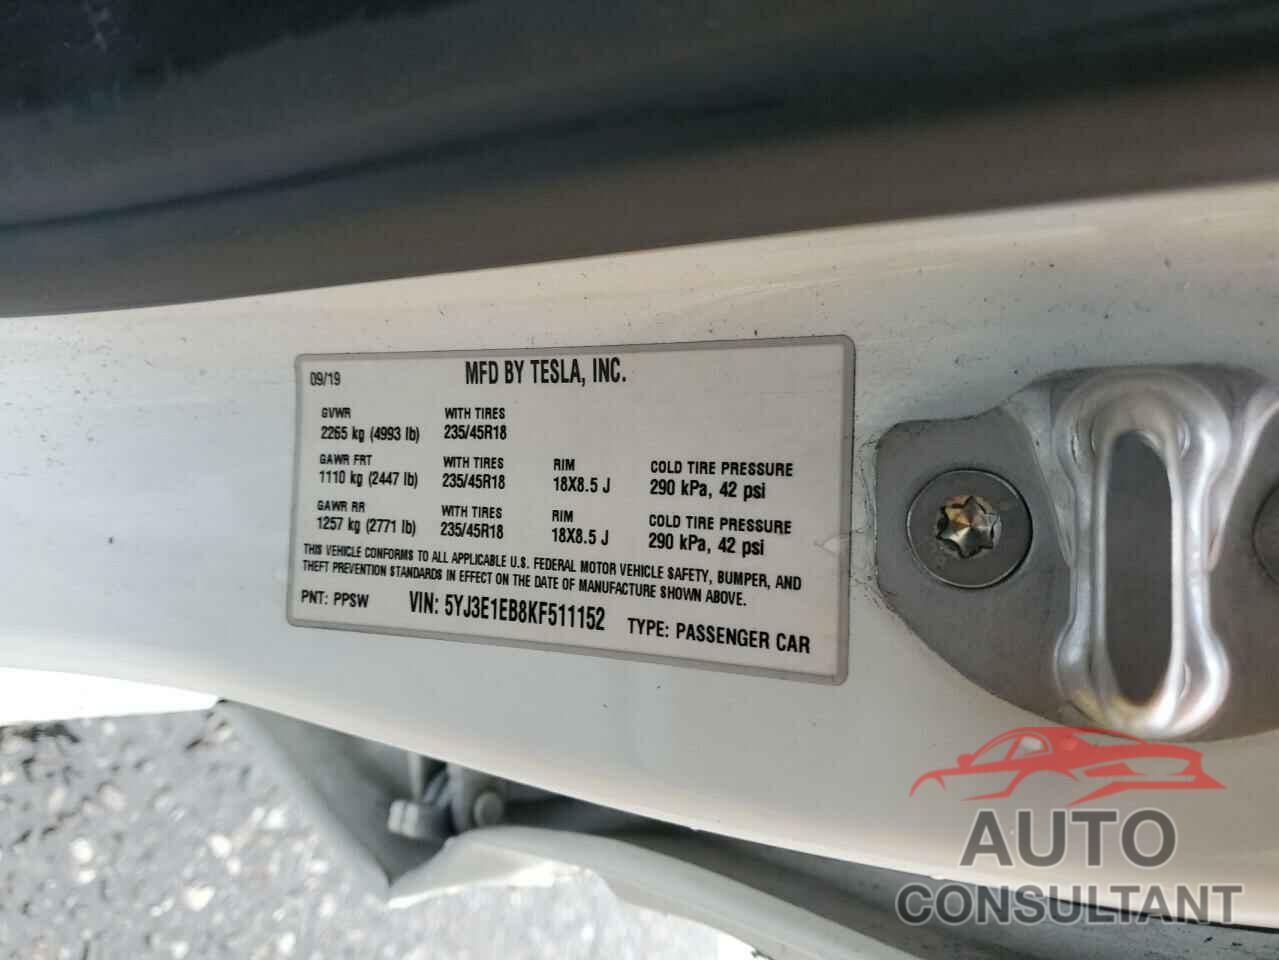 09/19 MFD BY TESLA, INC.
GVWR WITH TIRES
2265 kg (4993 lb) 235/45R18
GAWR FRT WITH TIRES RIM COLD TIRE PRESSURE
1110 kg (2447 lb) 235/45R18 18X8.5 J 290 kPa, 42 psi
GAWR RR WITH TIRES RIM COLD TIRE PRESSURE
1257 kg (2771 lb) 235/45R18 18X8.5 J 290 kPa, 42 psi
THIS VEHICLE CONFORMS TO ALL APPLICABLE U.S. FEDERAL MOTOR VEHICLE SAFETY, BUMPER, AND
THEFT PREVENTION STANDARDS IN EFFECT ON THE DATE OF MANUFACTURE SHOWN ABOVE.
PNT: PPSW VIN: 5YJ3E1EB8KF511152 TYPE: PASSENGER CAR
AUTO
CONSULTANT